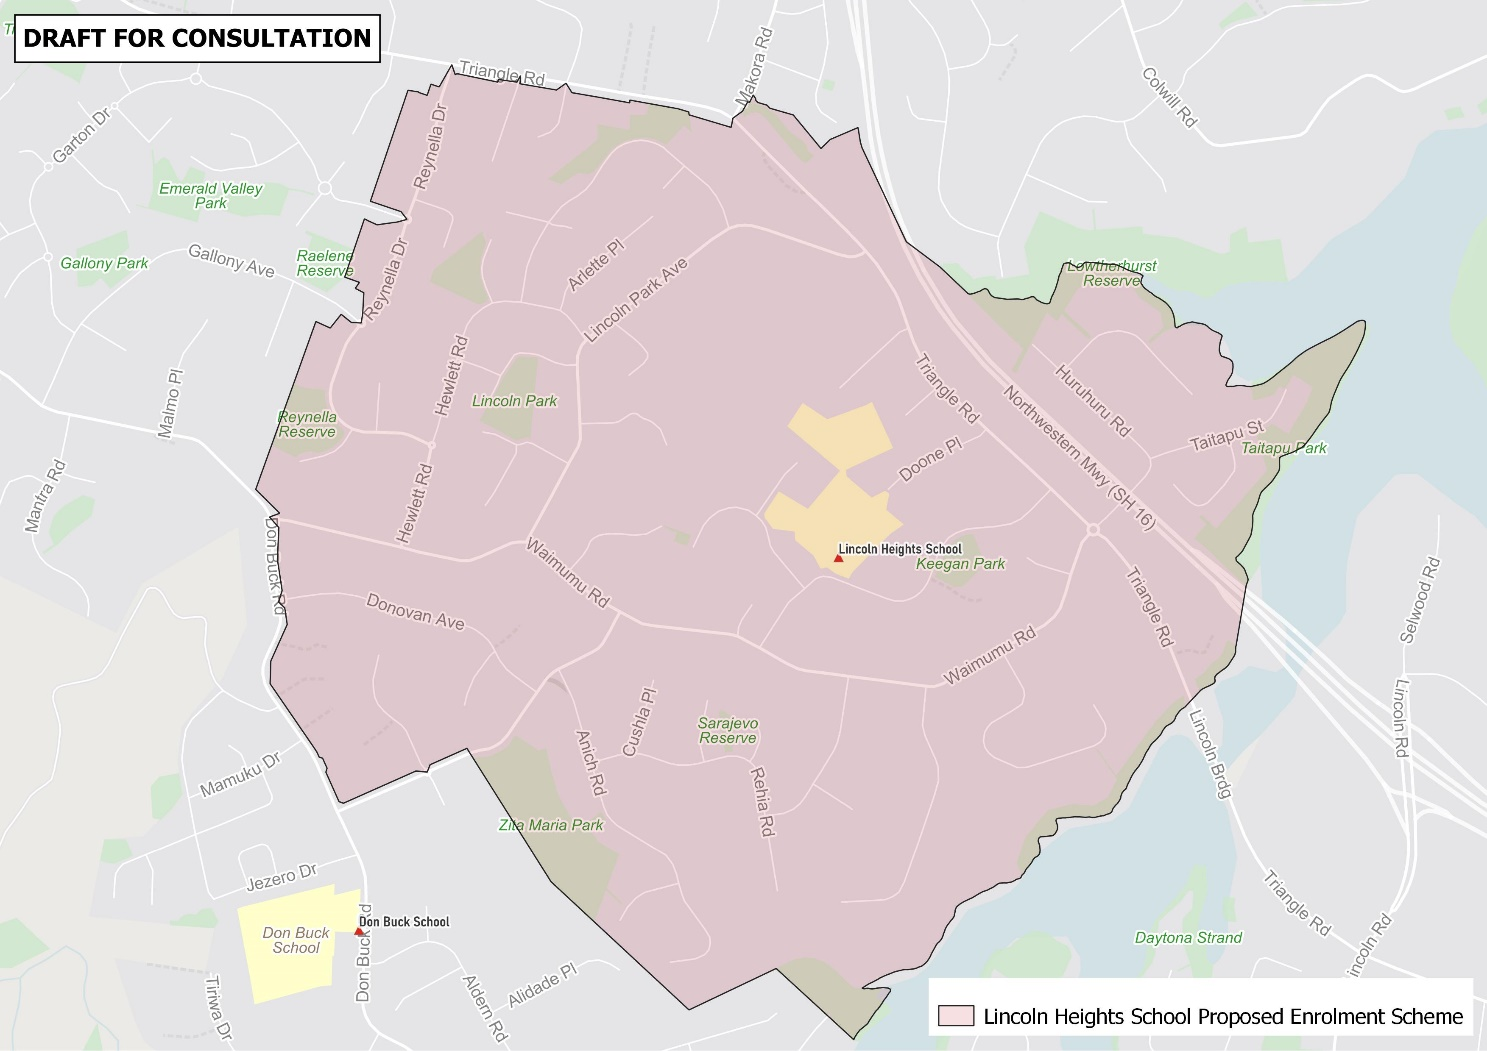 DRAFT FOR CONSULTATION
Triangle Rd
Makora Rd
Colwill Rd
Garton Dr
Reynella Dr
Emerald Valley
Park
Gallony Park
Gallony Ave
Raelene
Reserve
Reynella Dr
Arlette Pl
Lincoln Park Ave
Lowtherhurst
Reserve
Malmo Pl
Hewlett Rd
Lincoln Park
Reynella
Reserve
Triangle Rd
Northwestern Mwy (SH 16)
Huruhuru Rd
Taitapu St
Taitapu Park
Doone Pl
Mantra Rd
Hewlett Rd
Don Buck Rd
Waimumu Rd
Lincoln Heights School
Keegan Park
Donovan Ave
Triangle Rd
Selwood Rd
Waimumu Rd
Lincoln Rd
Cushla Pl
Sarajevo
Reserve
Anich Rd
Rehia Rd
Lincoln Brdg
Mamuku Dr
Zita Maria Park
Jezero Dr
Triangle Rd
Don Buck School
Don Buck
School
Don Buck Rd
Daytona Strand
incoln Rd
Tiriwa Dr
Aldern Rd
Alidade Pl
Lincoln Heights School Proposed Enrolment Scheme